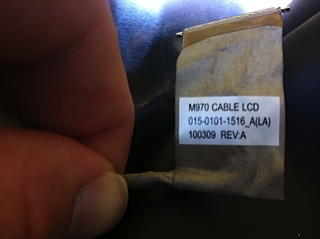 M970 CABLE LCD
015-0101-1516_A(LA)
100309 REV:A